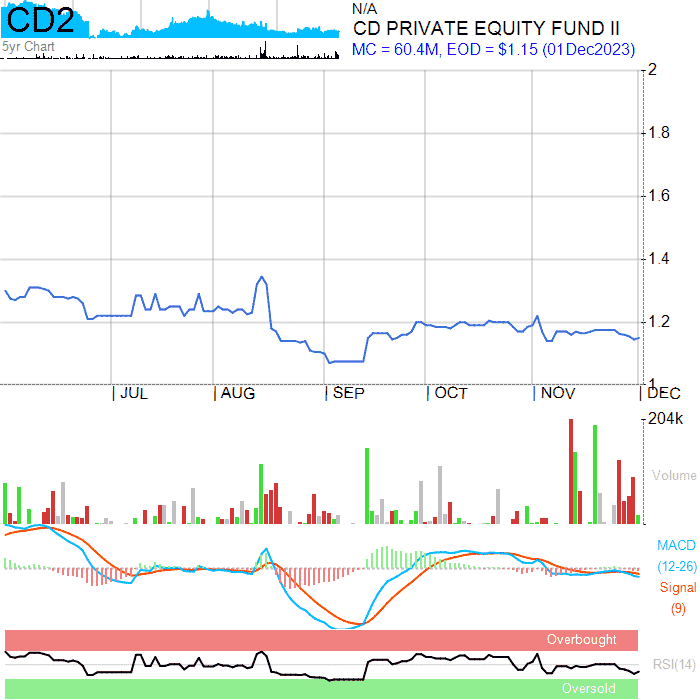 CD2
5yr Chart
N/A
CD PRIVATE EQUITY FUND II
MC = 60.4M, EOD = $1.15 (01Dec2023)
2
1.8
1.6
1.4
1.2
1
JUL
AUG
SEP
OCT
NOV
DEC
204k
Volume
MACD
(12-26)
Signal
(9)
Overbought
RSI(14)
Oversold